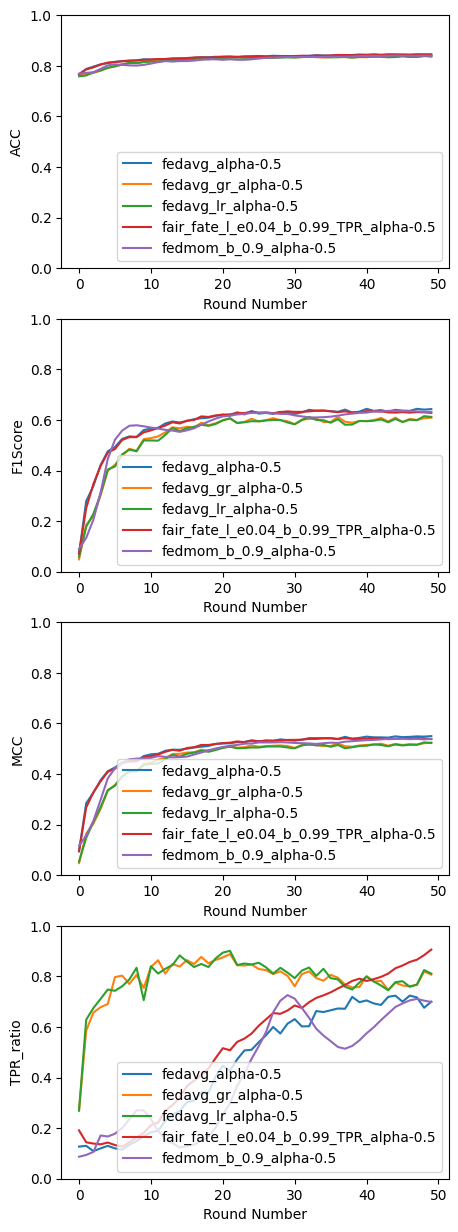 1.0
0.8
0.6
0.4
0.2
0.0
ACC
fedavg_alpha-0.5
fedavg_gr_alpha-0.5
fedavg_lr_alpha-0.5
fair_fate_l_e0.04_b_0.99_TPR_alpha-0.5
fedmom_b_0.9_alpha-0.5
0 10 20 30 40 50
Round Number
1.0
0.8
0.6
0.4
0.2
0.0
F1Score
fedavg_alpha-0.5
fedavg_gr_alpha-0.5
fedavg_lr_alpha-0.5
fair_fate_l_e0.04_b_0.99_TPR_alpha-0.5
fedmom_b_0.9_alpha-0.5
0 10 20 30 40 50
Round Number
1.0
0.8
0.6
0.4
0.2
0.0
MCC
fedavg_alpha-0.5
fedavg_gr_alpha-0.5
fedavg_lr_alpha-0.5
fair_fate_l_e0.04_b_0.99_TPR_alpha-0.5
fedmom_b_0.9_alpha-0.5
0 10 20 30 40 50
Round Number
1.0
0.8
0.6
0.4
0.2
0.0
TPR_ratio
fedavg_alpha-0.5
fedavg_gr_alpha-0.5
fedavg_lr_alpha-0.5
fair_fate_l_e0.04_b_0.99_TPR_alpha-0.5
fedmom_b_0.9_alpha-0.5
0 10 20 30 40 50
Round Number